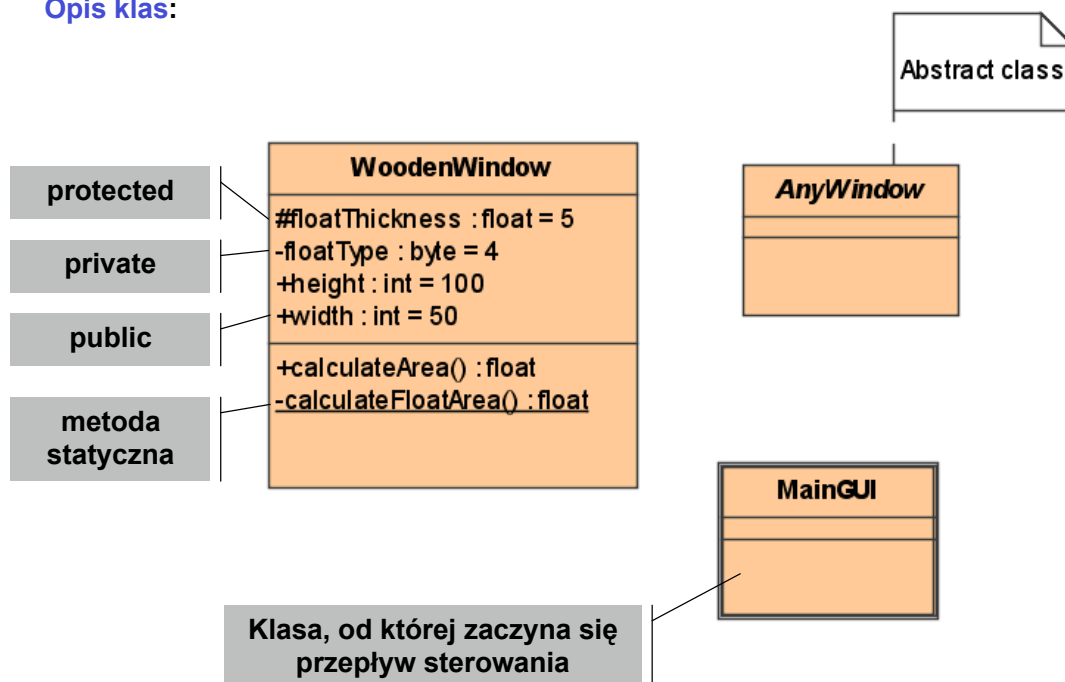 Opis klas:
Abstract class
protected
private
public
metoda
statyczna
WoodenWindow
#floatThickness : float = 5
-floatType : byte = 4
+height : int = 100
+width : int = 50
+calculateArea() : float
-calculateFloatArea() : float
AnyWindow
MainGUI
Klasa, od której zaczyna się
przepływ sterowania